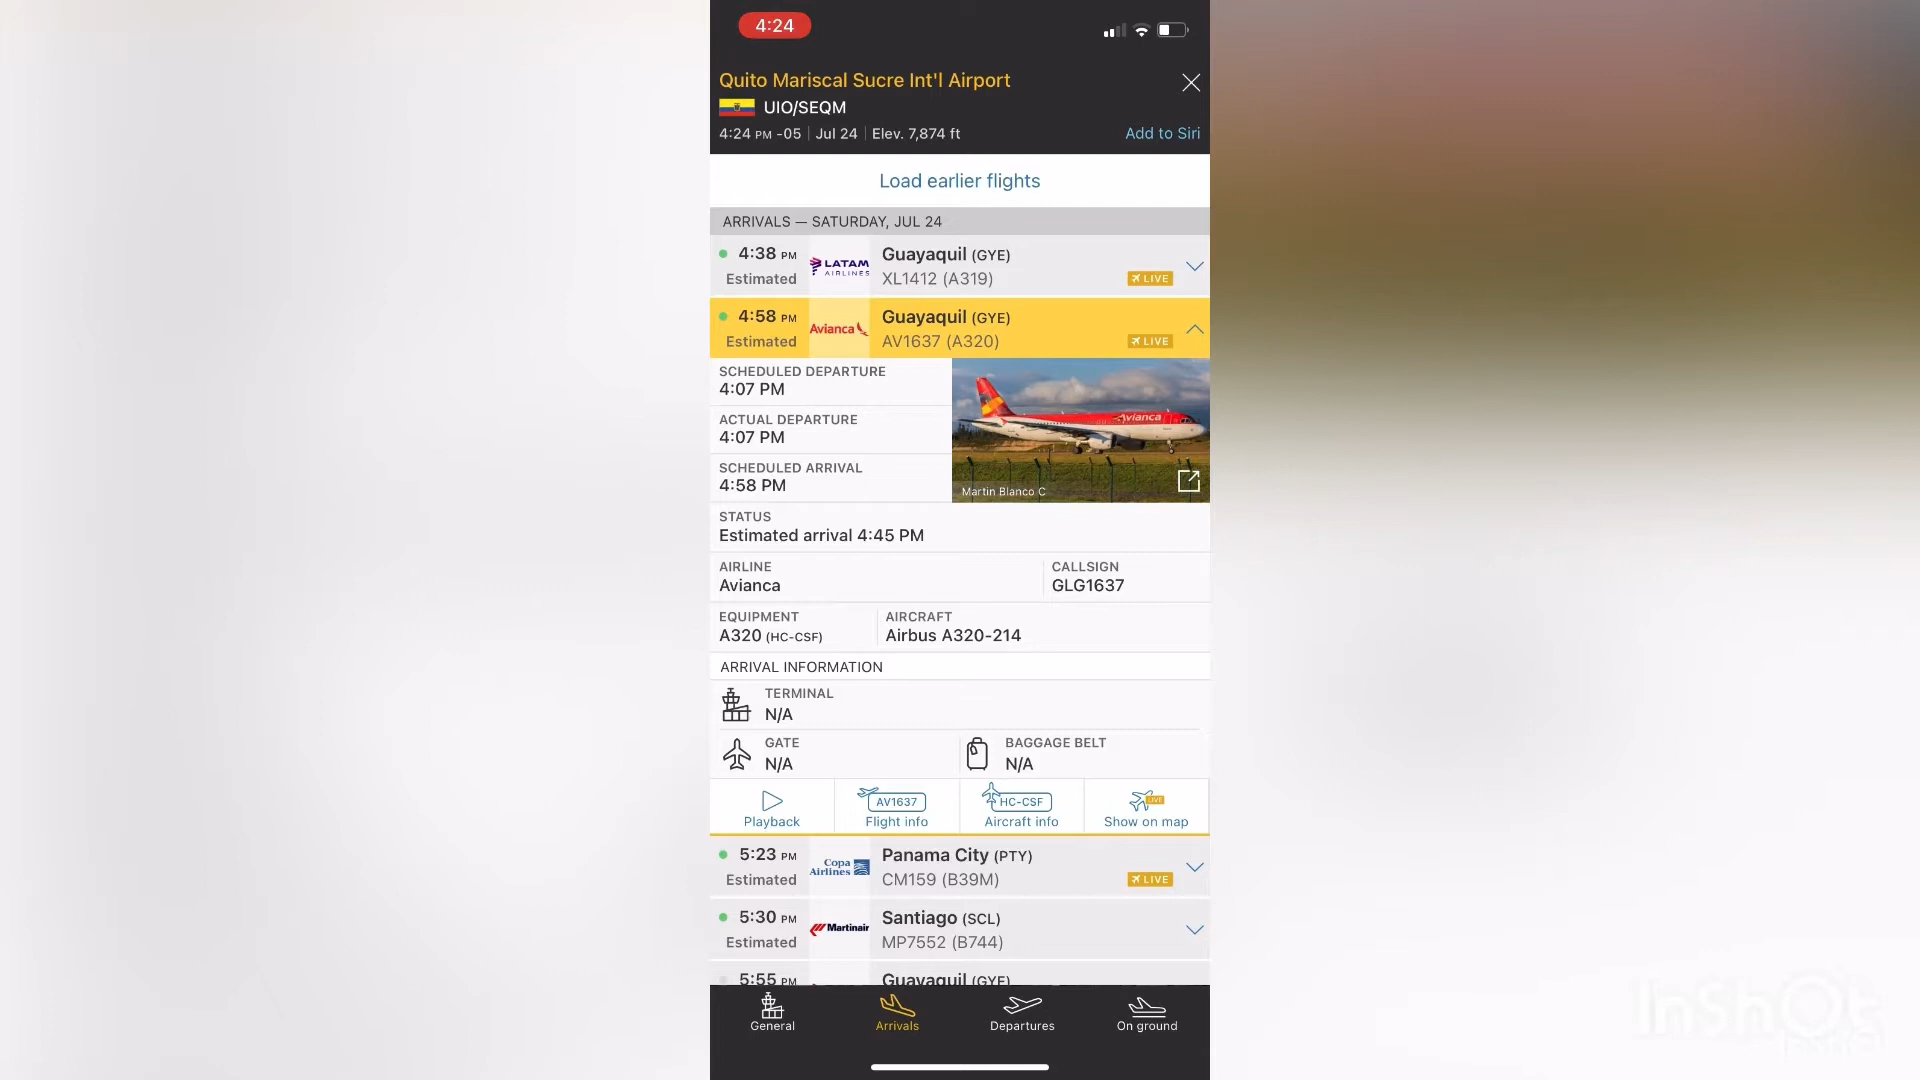 4:24
Quito Mariscal Sucre Int'l Airport
UIO/SEQM
4:24 PM -05 | Jul 24 | Elev. 7,874 ft
Add to Siri
Load earlier flights
ARRIVALS — SATURDAY, JUL 24
4:38 PM
LATAM AIRLINES
Guayaquil (GYE)
Estimated
XL1412 (A319)
LIVE
4:58 PM
Avianca
Guayaquil (GYE)
Estimated
AV1637 (A320)
LIVE
SCHEDULED DEPARTURE
4:07 PM
ACTUAL DEPARTURE
4:07 PM
SCHEDULED ARRIVAL
4:58 PM
Avianca
Martin Blanco C
STATUS
Estimated arrival 4:45 PM
AIRLINE
Avianca
CALLSIGN
GLG1637
EQUIPMENT
A320 (HC-CSF)
AIRCRAFT
Airbus A320-214
ARRIVAL INFORMATION
TERMINAL
N/A
GATE
N/A
BAGGAGE BELT
N/A
AV1637
HC-CSF
LIVE
Playback
Flight info
Aircraft info
Show on map
5:23 PM
Copa Airlines
Panama City (PTY)
Estimated
CM159 (B39M)
LIVE
5:30 PM
Martinair
Santiago (SCL)
Estimated
MP7552 (B744)
5:55 PM
Guayaquil (GYE)
General
Arrivals
Departures
On ground
InShOt